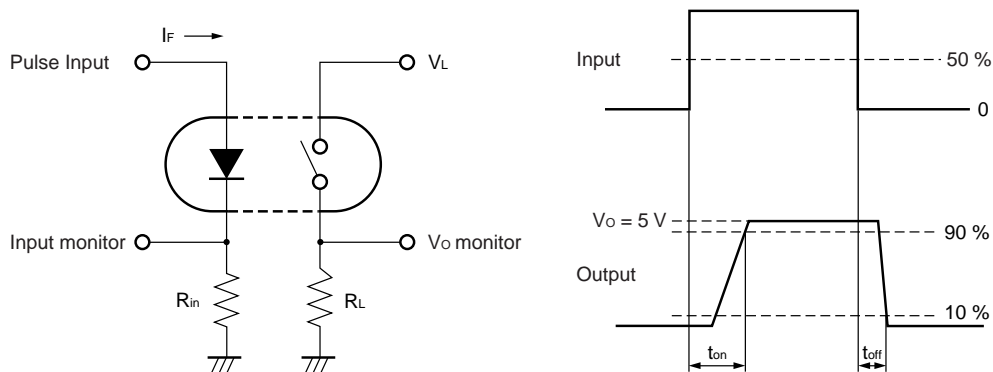 IF
Pulse Input
VL
Input monitor
VO monitor
Rin
RL
Input
50 %
0
VO = 5 V
90 %
Output
10 %
ton
toff